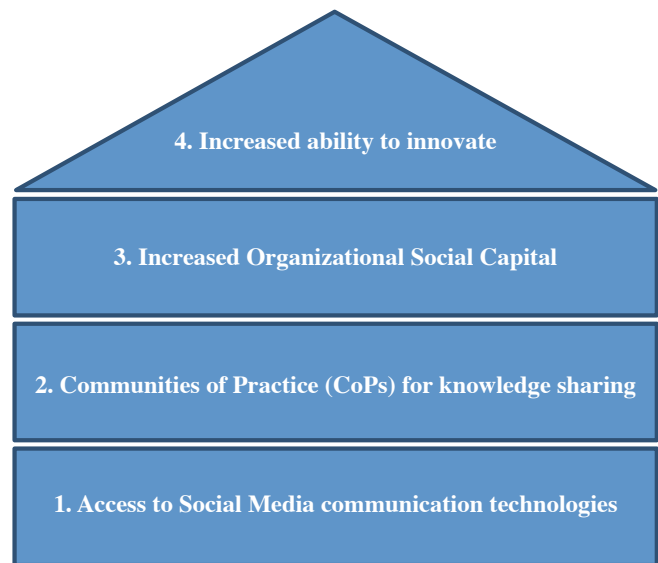 4. Increased ability to innovate
3. Increased Organizational Social Capital
2. Communities of Practice (CoPs) for knowledge sharing
1. Access to Social Media communication technologies